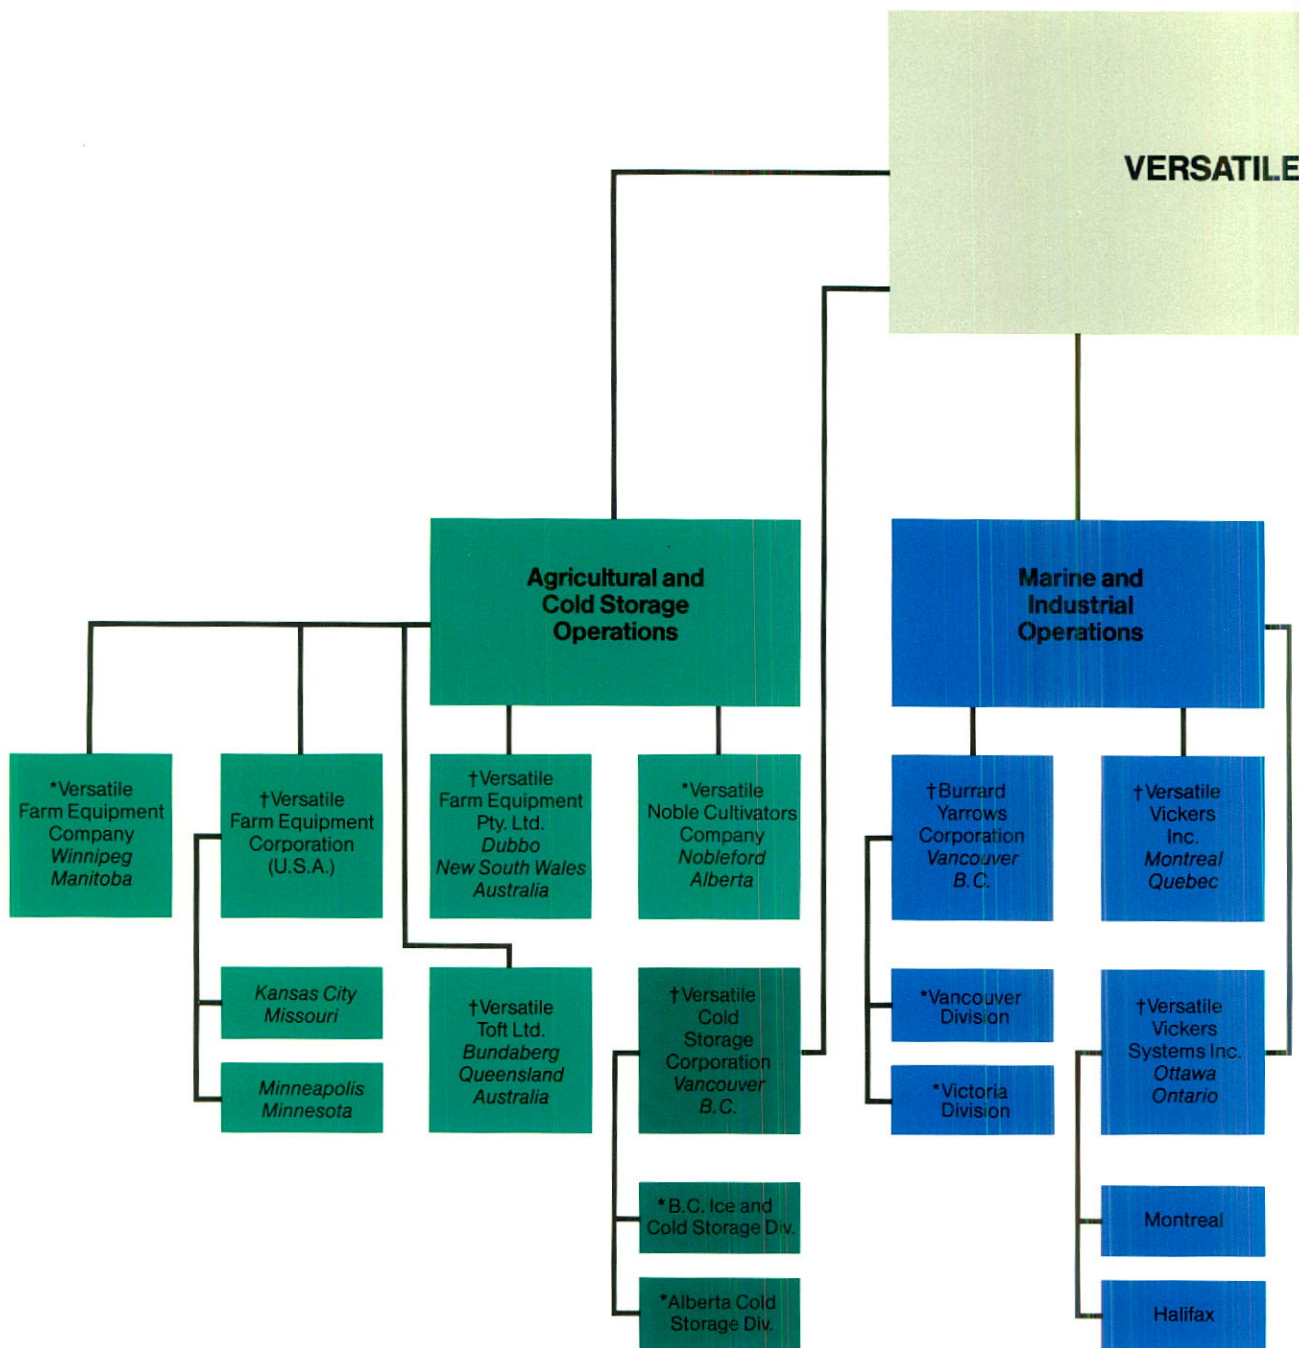 VERSATILE
Agricultural and
Cold Storage
Operations
Marine and
Industrial
Operations
*Versatile
Farm Equipment
Company
Winnipeg
Manitoba
†Versatile
Farm Equipment
Corporation
(U.S.A.)
†Versatile
Farm Equipment
Pty. Ltd.
Dubbo
New South Wales
Australia
*Versatile
Noble Cultivators
Company
Nobleford
Alberta
†Burrard
Yarrows
Corporation
Vancouver
B.C.
†Versatile
Vickers
Inc.
Montreal
Quebec
Kansas City
Missouri
Minneapolis
Minnesota
†Versatile
Toft Ltd.
Bundaberg
Queensland
Australia
†Versatile
Cold
Storage
Corporation
Vancouver
B.C.
*Vancouver
Division
*Victoria
Division
†Versatile
Vickers
Systems Inc.
Ottawa
Ontario
*B.C. Ice and
Cold Storage Div.
*Alberta Cold
Storage Div.
Montreal
Halifax